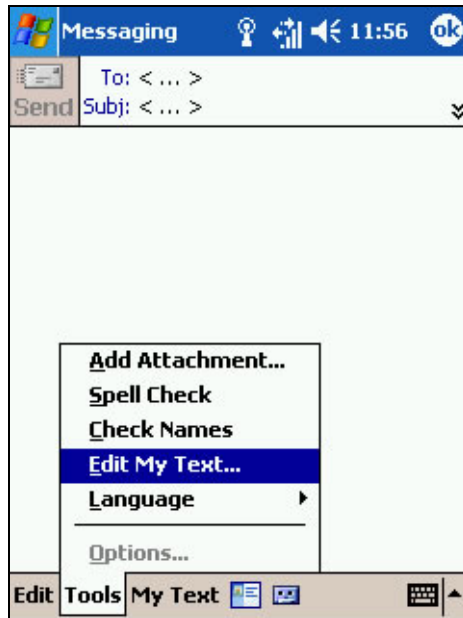 Messaging 11:56 ok
To: < ... >
Send Subj: < ... >
Add Attachment...
Spell Check
Check Names
Edit My Text...
Language
Options...
Edit Tools My Text